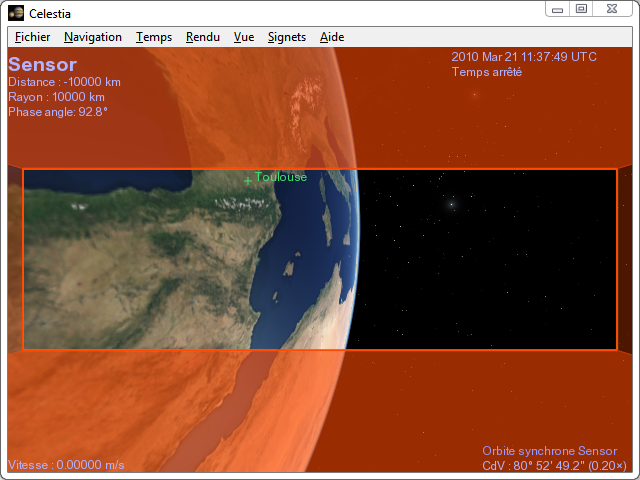 Celestia
Fichier Navigation Temps Rendu Vue Signets Aide
Sensor
Distance : -10000 km
Rayon : 10000 km
Phase angle: 92.8°
2010 Mar 21 11:37:49 UTC
Temps arrêté
Toulouse
Vitesse : 0.00000 m/s
Orbite synchrone Sensor
CdV : 80° 52' 49.2" (0.20×)